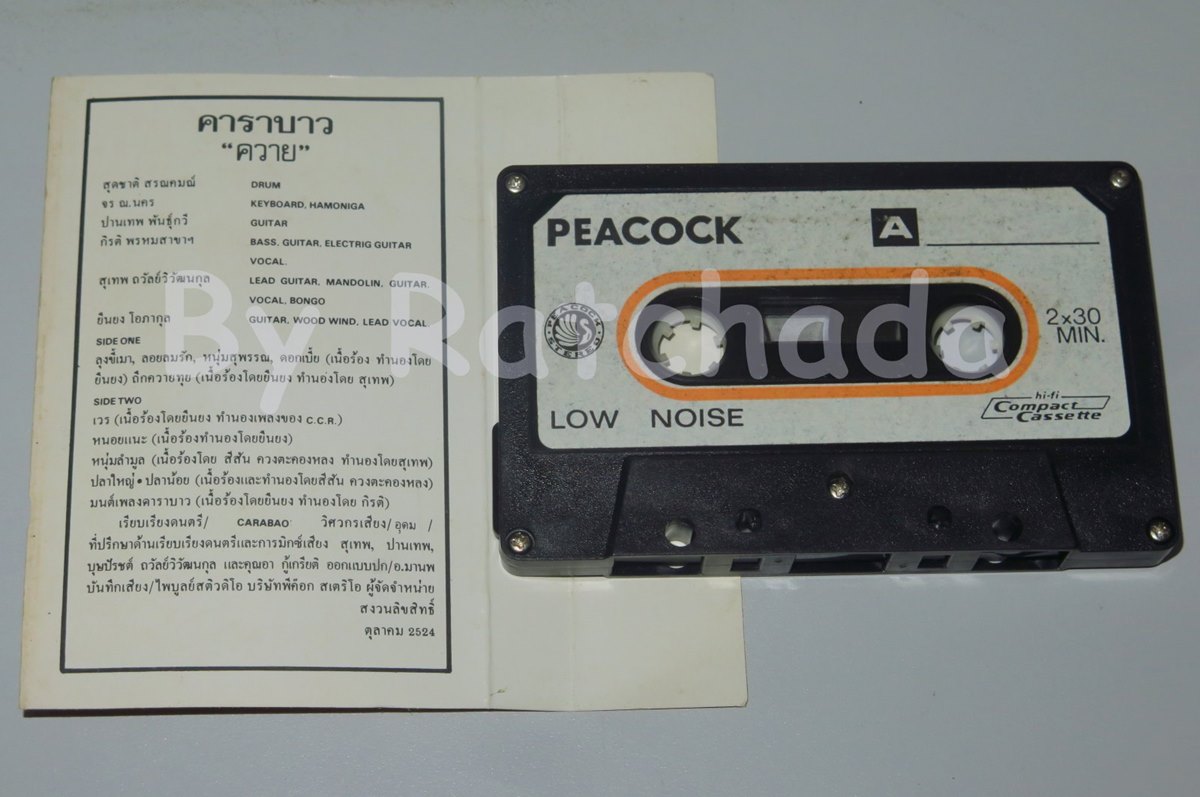 คาราบาว
“ควาย”
สุดชาติ สรณคมณ์ DRUM
จร ณ.นคร KEYBOARD, HAMONIGA
ปานเทพ พันธุ์กวี GUITAR
กิรติ พรหมสาขาฯ BASS, GUITAR, ELECTRIG GUITAR
VOCAL.
สุเทพ ถวัลย์วิวัฒนกุล LEAD GUITAR, MANDOLIN, GUITAR,
VOCAL, BONGO
ยืนยง โอภากุล GUITAR, WOOD WIND, LEAD VOCAL.
SIDE ONE
ลุงขี้เมา, ลอยลมรัก, หนุ่มสุพรรณ, ดอกเบี้ย (เนื้อร้อง ทำนองโดย
ยืนยง) ถึกควายทุย (เนื้อร้องโดยยืนยง ทำนองโดย สุเทพ)
SIDE TWO
เวร (เนื้อร้องโดยยืนยง ทำนองเพลงของ C.C.R.)
หนอยแนะ (เนื้อร้องทำนองโดยยืนยง)
หนุ่มลำมูล (เนื้อร้องโดย สีสัน ควงตะคองหลง ทำนองโดยสุเทพ)
ปลาใหญ่ • ปลาน้อย (เนื้อร้องและทำนองโดยสีสัน ควงตะคองหลง)
มนต์เพลงคาราบาว (เนื้อร้องโดยยืนยง ทำนองโดย กิรติ)
เรียบเรียงดนตรี/ CARABAO วิศวกรเสียง/อุดม /
ที่ปรึกษาด้านเรียบเรียงดนตรีและการมิกซ์เสียง สุเทพ, ปานเทพ,
บุษปัรชต์ ถวัลย์วิวัฒนกุล และคุณอา กู้เกรียติ ออกแบบปก/อ.มานพ
บันทึกเสียง/ไพบูลย์สติวดิโอ บริษัทพีค็อก สเตริโอ ผู้จัดจำหน่าย
สงวนลิขสิทธิ์
ตุลาคม 2524
PEACOCK A
PEACOCK STEREO
2x30
MIN.
LOW NOISE
hi-fi
Compact
Cassette
By Ratchado